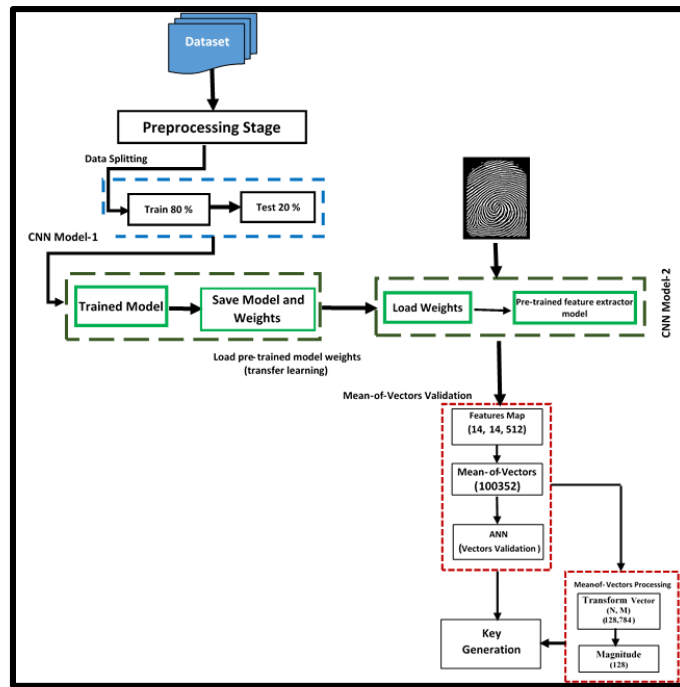 Dataset
Preprocessing Stage
Data Splitting
Train 80 %
Test 20 %
CNN Model-1
Trained Model
Save Model and
Weights
Load Weights
Pre-trained feature extractor
model
CNN Model-2
Load pre-trained model weights
(transfer learning)
Mean-of-Vectors Validation
Features Map
(14, 14, 512)
Mean-of-Vectors
(100352)
ANN
(Vectors Validation)
Mean-of-Vectors Processing
Transform Vector
(N, M)
(128,784)
Magnitude
(128)
Key
Generation